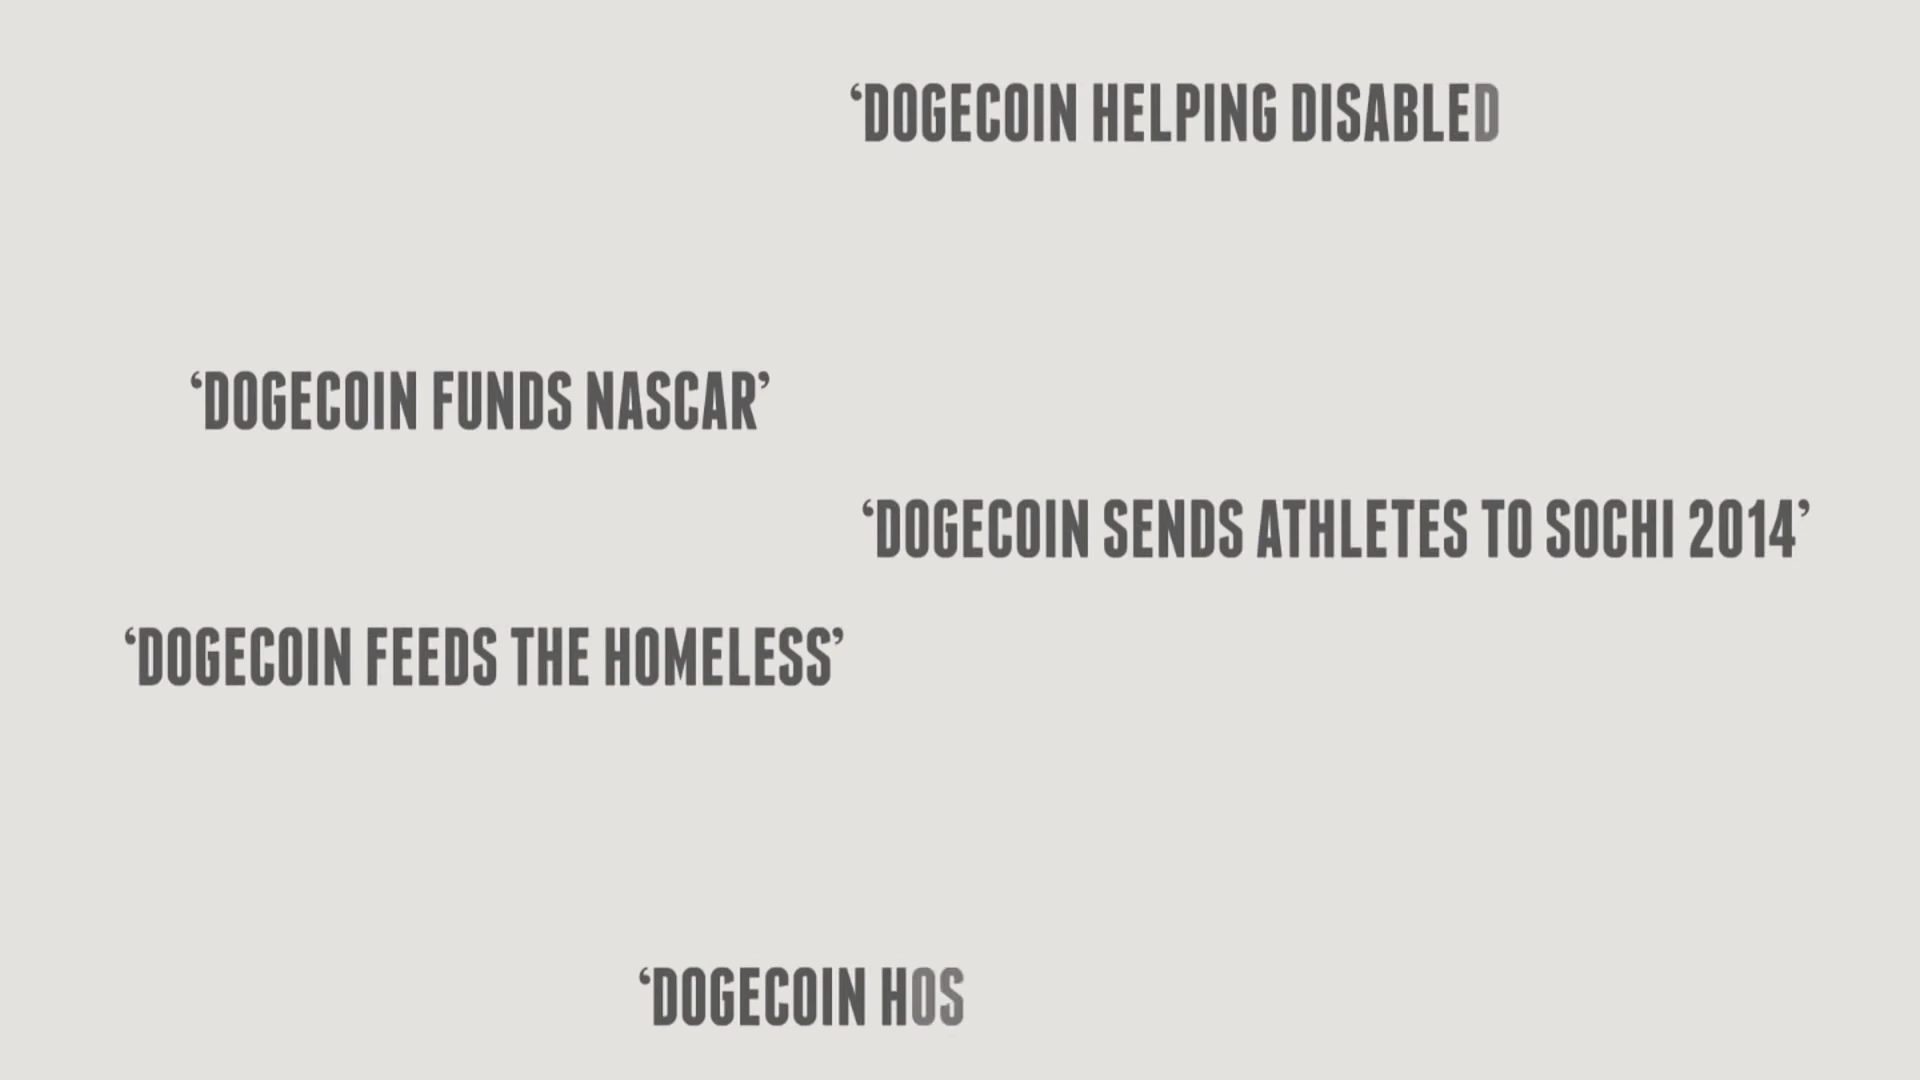 ‘DOGECOIN HELPING DISABLED
‘DOGECOIN FUNDS NASCAR’
‘DOGECOIN SENDS ATHLETES TO SOCHI 2014’
‘DOGECOIN FEEDS THE HOMELESS’
‘DOGECOIN HOS